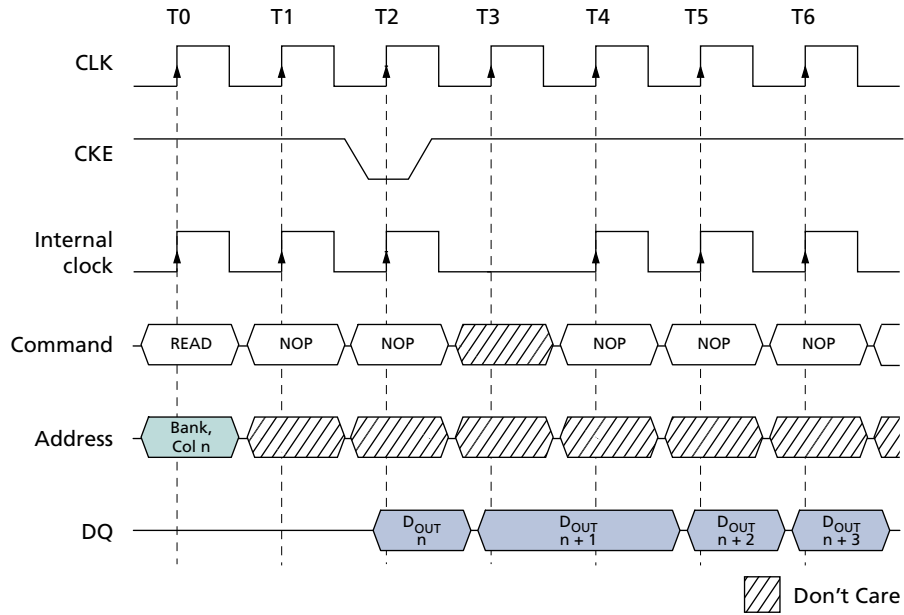 T0 T1 T2 T3 T4 T5 T6
CLK
CKE
Internal
clock
Command READ NOP NOP NOP NOP NOP
Address Bank,
Col n
DQ DOUT DOUT DOUT DOUT
n n + 1 n + 2 n + 3
Don't Care